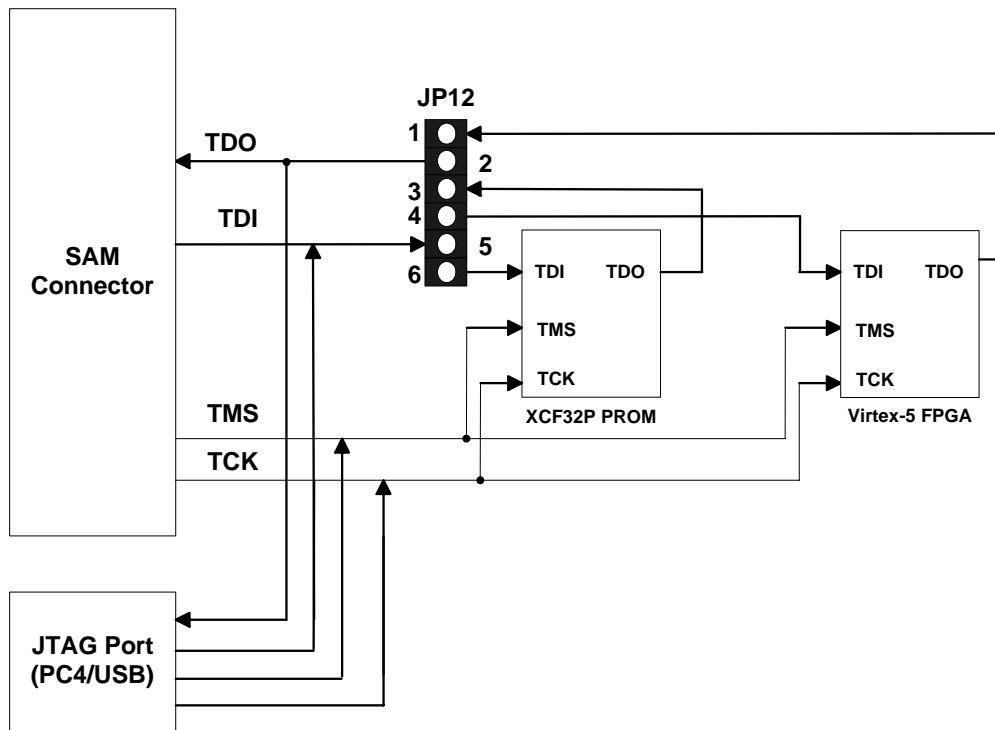 JP12
1
TDO
2
3
TDI
4
SAM
Connector
5
6
TDI TDO
TMS
TCK
XCF32P PROM
TDI TDO
TMS
TCK
Virtex-5 FPGA
TMS
TCK
JTAG Port
(PC4/USB)